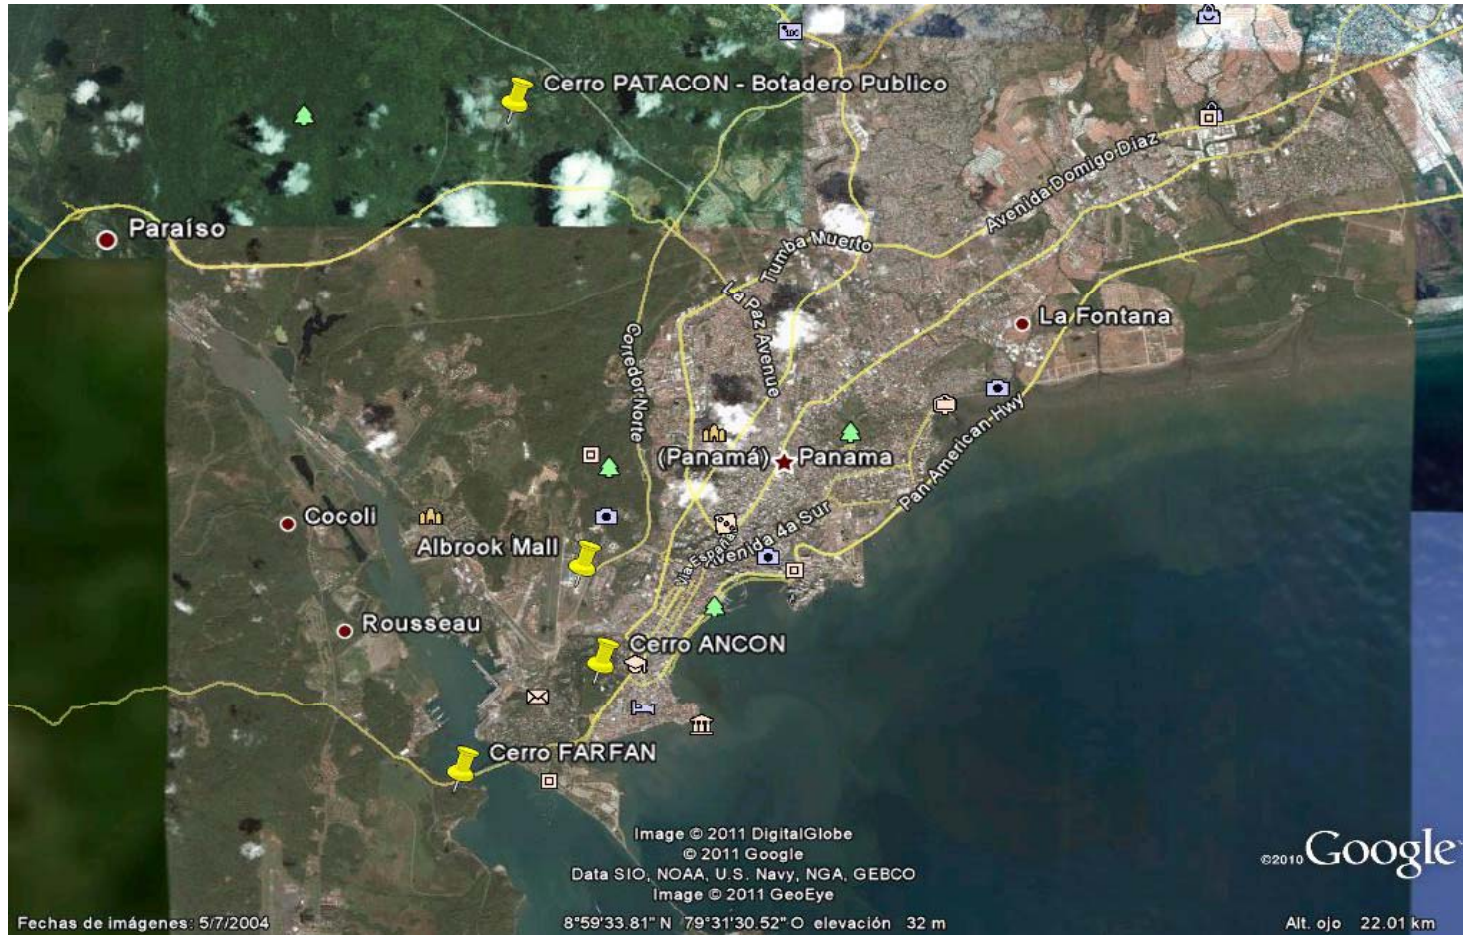 Cerro PATACON - Botadero Publico
Avenida Domigo Diaz
Paraíso
Tumba Muerto
La Paz Avenue
La Fontana
Corredor Norte
Pan American Hwy
(Panamá) Panama
Cocoli
Avenida 4a Sur
Albrook Mall
Via España
Rousseau
Cerro ANCON
Cerro FARFAN
Image © 2011 DigitalGlobe
© 2011 Google
Data SIO, NOAA, U.S. Navy, NGA, GEBCO
Image © 2011 GeoEye
©2010 Google
Fechas de imágenes: 5/7/2004
8°59'33.81" N 79°31'30.52" O elevación 32 m
Alt. ojo 22.01 km